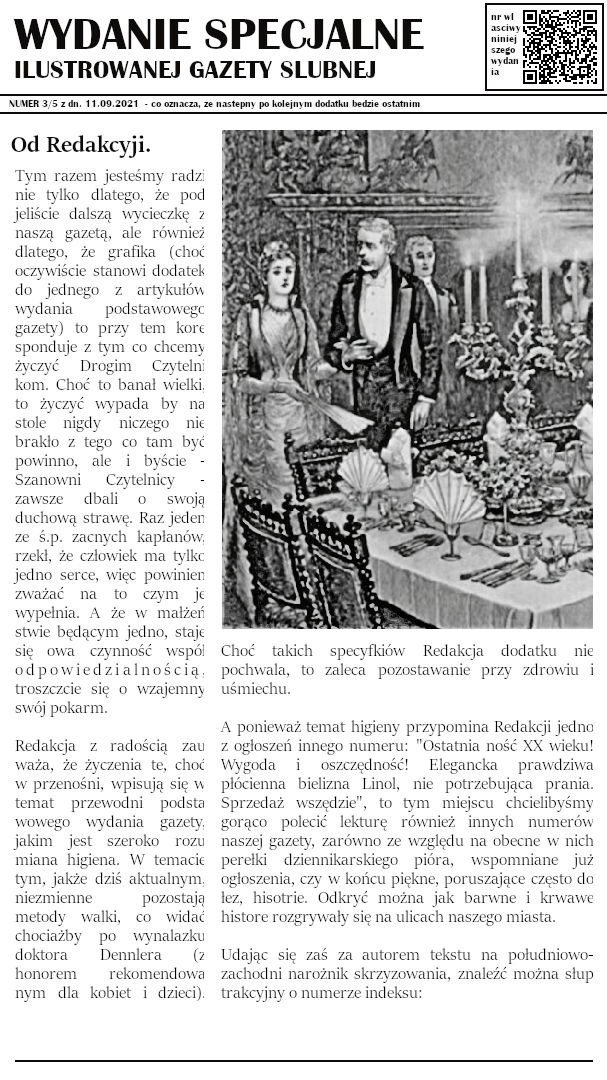 WYDANIE SPECJALNE
ILUSTROWANEJ GAZETY SLUBNEJ
nr wl
asciwy
niniej
szego
wydan
ia
NUMER 3/5 z dn. 11.09.2021 - co oznacza, ze nastepny po kolejnym dodatku bedzie ostatnim
Od Redakcyji.
Tym razem jesteśmy radzi
nie tylko dlatego, że pod
jeliście dalszą wycieczkę z
naszą gazetą, ale również
dlatego, że grafika (choć
oczywiście stanowi dodatek
do jednego z artykułów
wydania podstawowego
gazety) to przy tem kore
sponduje z tym co chcemy
życzyć Drogim Czytelni
kom. Choć to banał wielki,
to życzyć wypada by na
stole nigdy niczego nie
brakło z tego co tam być
powinno, ale i byście -
Szanowni Czytelnicy -
zawsze dbali o swoją
duchową strawę. Raz jeden
ze ś.p. zacnych kapłanów,
rzekł, że człowiek ma tylko
jedno serce, więc powinien
zważać na to czym je
wypełnia. A że w małżeń
stwie będącym jedno, staje
się owa czynność współ
odpowiedzialnością,
troszczcie się o wzajemny
swój pokarm.
Redakcja z radością zau
ważа, że życzenia te, choć
w przenośni, wpisują się w
temat przewodni podsta
wowego wydania gazety,
jakim jest szeroko rozu
miana higiena. W temacie
tym, jakże dziś aktualnym,
niezmienne pozostają
metody walki, co widać
chociażby po wynalazku
doktora Dennlera (z
honorem rekomendowa
nym dla kobiet i dzieci).
Choć takich specyfkiów Redakcja dodatku nie
pochwala, to zaleca pozostawanie przy zdrowiu i
uśmiechu.
A ponieważ temat higieny przypomina Redakcji jedno
z ogłoszeń innego numeru: "Ostatnia ność XX wieku!
Wygoda i oszczędność! Elegancka prawdziwa
płócienna bielizna Linol, nie potrzebująca prania.
Sprzedaż wszędzie", to tym miejscu chcielibyśmy
gorąco polecić lekturę również innych numerów
naszej gazety, zarówno ze względu na obecne w nich
perełki dziennikarskiego pióra, wspomniane już
ogłoszenia, czy w końcu piękne, poruszające często do
łez, hisotrie. Odkryć można jak barwne i krwawe
histore rozgrywały się na ulicach naszego miasta.
Udając się zaś za autorem tekstu na południowo-
zachodni narożnik skrzyzowania, znaleźć można słup
trakcyjny o numerze indeksu: